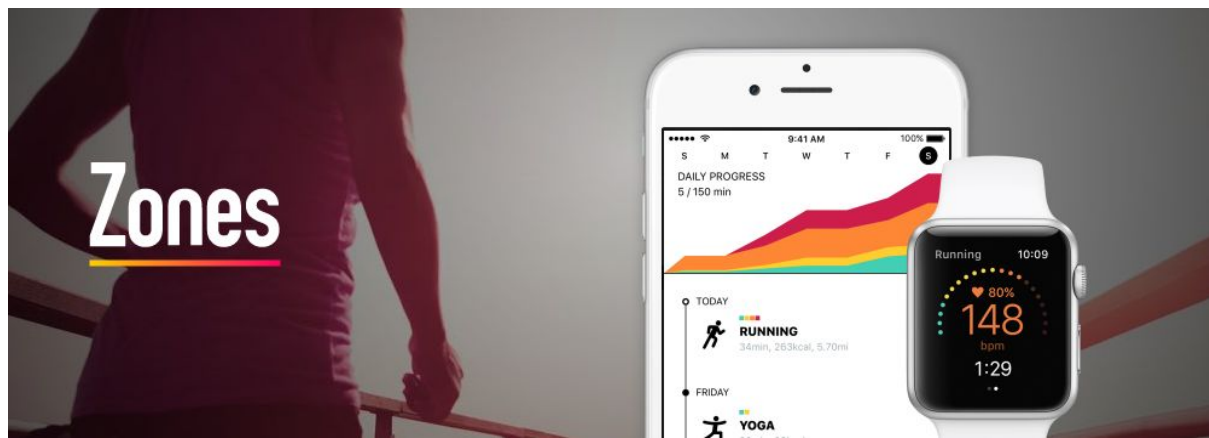 Zones
9:41 AM
100%
S M T W T F S
DAILY PROGRESS
5 / 150 min
TODAY
RUNNING
34min, 263kcal, 5.70mi
FRIDAY
YOGA
Running 10:09
80%
148
bpm
1:29